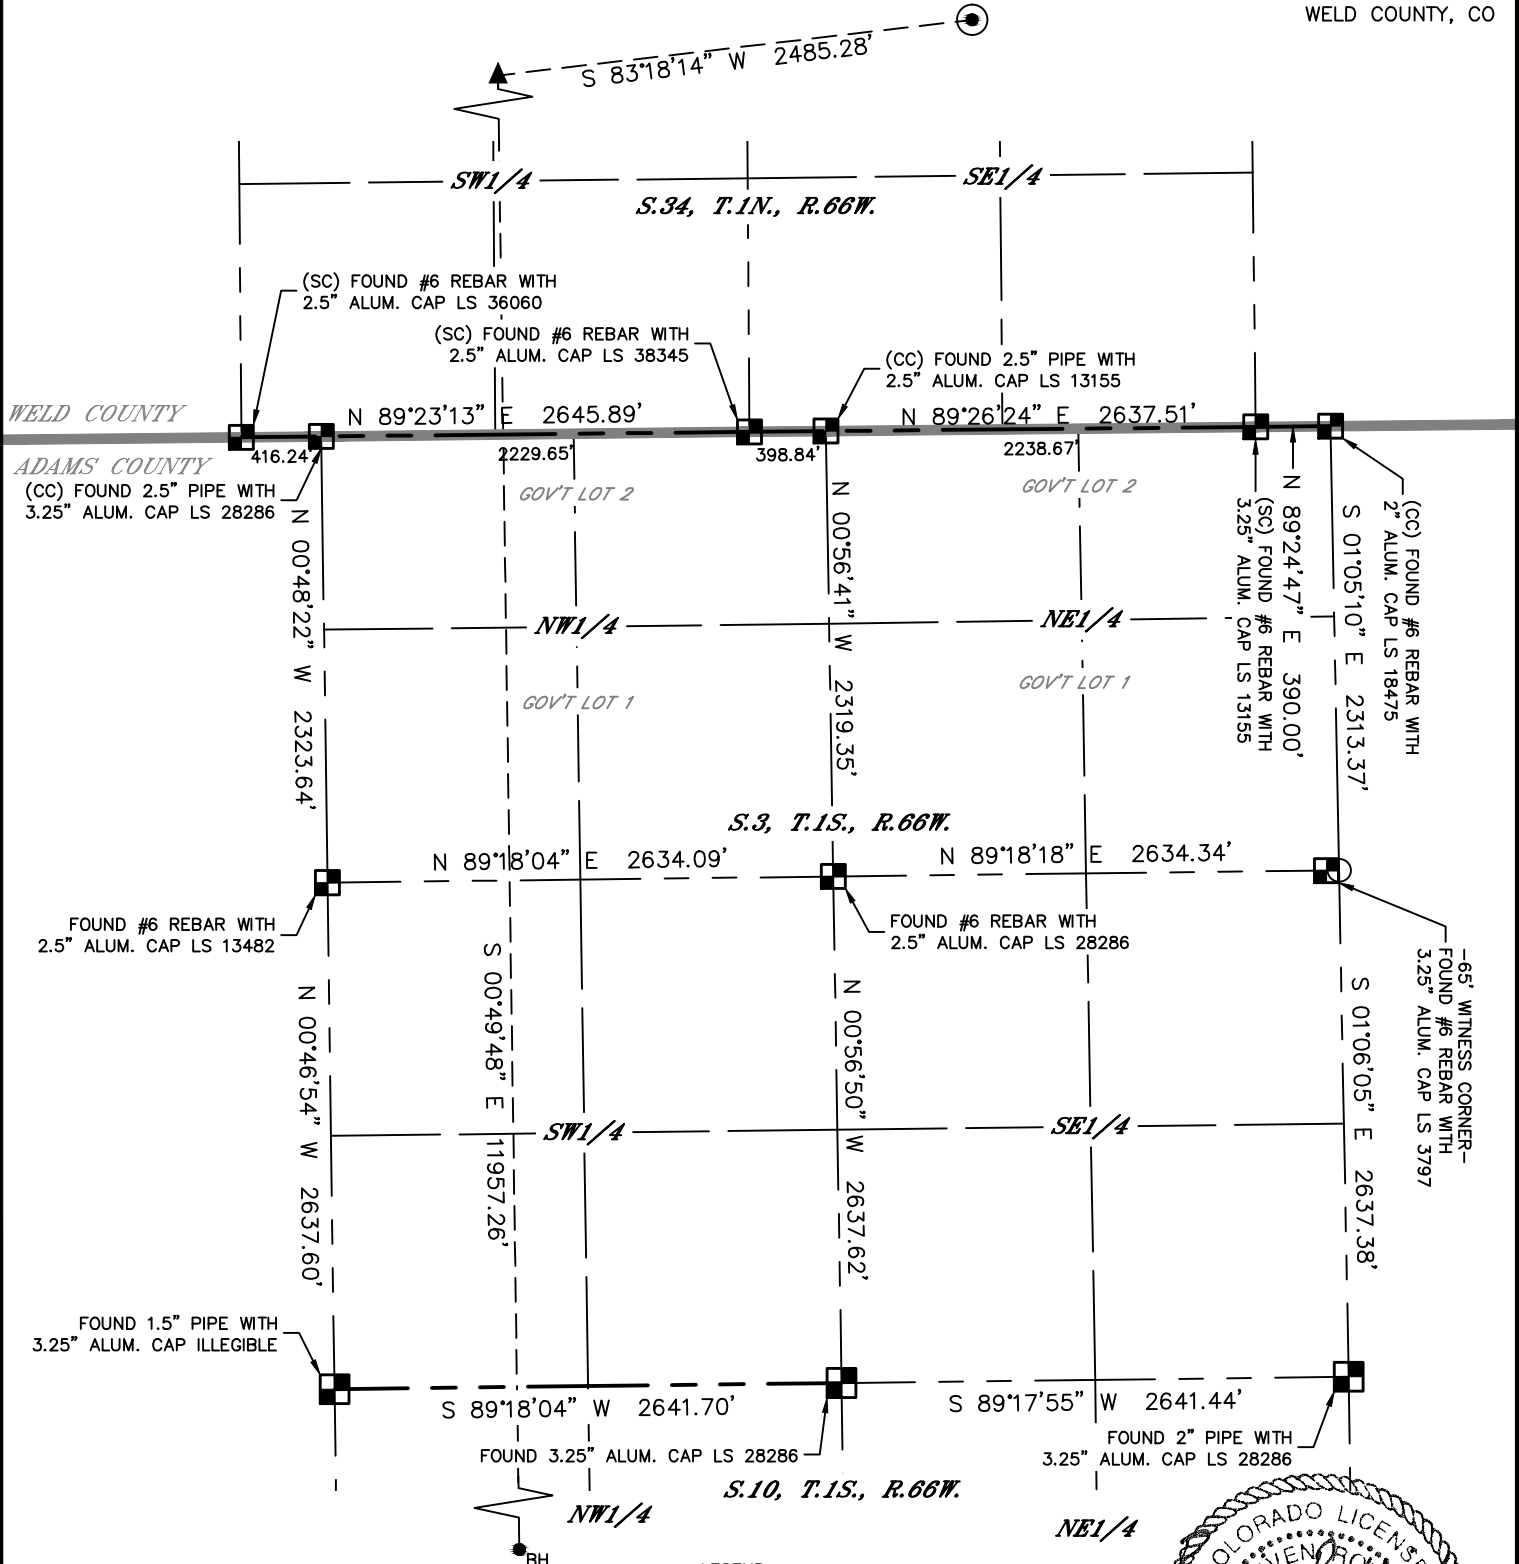 WELD COUNTY, CO
S 83°18'14" W 2485.28'
SW1/4
SE1/4
S.34, T.1N., R.66W.
(SC) FOUND #6 REBAR WITH
2.5" ALUM. CAP LS 36060
(SC) FOUND #6 REBAR WITH
2.5" ALUM. CAP LS 38345
(CC) FOUND 2.5" PIPE WITH
2.5" ALUM. CAP LS 13155
WELD COUNTY
N 89°23'13" E 2645.89'
N 89°26'24" E 2637.51'
ADAMS COUNTY
416.24'
2229.65'
398.84'
2238.67'
(CC) FOUND 2.5" PIPE WITH
3.25" ALUM. CAP LS 28286
GOV'T LOT 2
GOV'T LOT 2
N 00°48'22" W 2323.64'
N 00°56'41" W 2319.35'
(SC) FOUND #6 REBAR WITH
3.25" ALUM. CAP LS 13155
N 89°24'47" E 390.00'
S 01°05'10" E 2313.37'
(CC) FOUND #6 REBAR WITH
2" ALUM. CAP LS 18475
NW1/4
NE1/4
GOV'T LOT 1
GOV'T LOT 1
S.3, T.1S., R.66W.
N 89°18'04" E 2634.09'
N 89°18'18" E 2634.34'
FOUND #6 REBAR WITH
2.5" ALUM. CAP LS 13482
FOUND #6 REBAR WITH
2.5" ALUM. CAP LS 28286
-65' WITNESS CORNER-
FOUND #6 REBAR WITH
3.25" ALUM. CAP LS 3797
N 00°46'54" W 2637.60'
S 00°49'48" E 11957.26'
N 00°56'50" W 2637.62'
S 01°06'05" E 2637.38'
SW1/4
SE1/4
FOUND 1.5" PIPE WITH
3.25" ALUM. CAP ILLEGIBLE
S 89°18'04" W 2641.70'
S 89°17'55" W 2641.44'
FOUND 3.25" ALUM. CAP LS 28286
FOUND 2" PIPE WITH
3.25" ALUM. CAP LS 28286
S.10, T.1S., R.66W.
NW1/4
NE1/4
BH